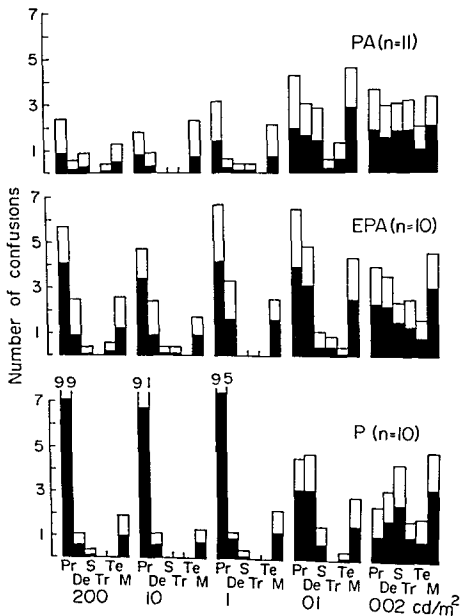 7
5
3
1
PA (n=11)
7
5
3
1
EPA (n=10)
Number of confusions
99
91
95
7
5
3
1
P (n=10)
Pr S Te
De Tr M
Pr S Te
De Tr M
Pr S Te
De Tr M
Pr S Te
De Tr M
Pr S Te
De Tr M
200
10
1
01
002 cd/m²